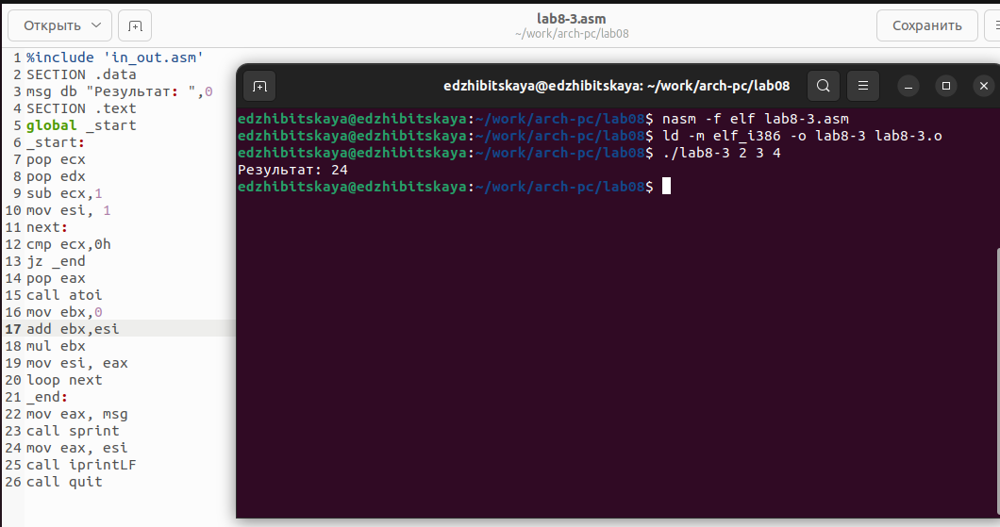 Открыть
lab8-3.asm
~/work/arch-pc/lab08
Сохранить
1 %include 'in_out.asm'
2 SECTION .data
3 msg db "Результат: ",0
4 SECTION .text
5 global _start
6 _start:
7 pop ecx
8 pop edx
9 sub ecx,1
10 mov esi, 1
11 next:
12 cmp ecx,0h
13 jz _end
14 pop eax
15 call atoi
16 mov ebx,0
17 add ebx,esi
18 mul ebx
19 mov esi, eax
20 loop next
21 _end:
22 mov eax, msg
23 call sprint
24 mov eax, esi
25 call iprintLF
26 call quit
edzhibitskaya@edzhibitskaya: ~/work/arch-pc/lab08
edzhibitskaya@edzhibitskaya:~/work/arch-pc/lab08$ nasm -f elf lab8-3.asm
edzhibitskaya@edzhibitskaya:~/work/arch-pc/lab08$ ld -m elf_i386 -o lab8-3 lab8-3.o
edzhibitskaya@edzhibitskaya:~/work/arch-pc/lab08$ ./lab8-3 2 3 4
Результат: 24
edzhibitskaya@edzhibitskaya:~/work/arch-pc/lab08$